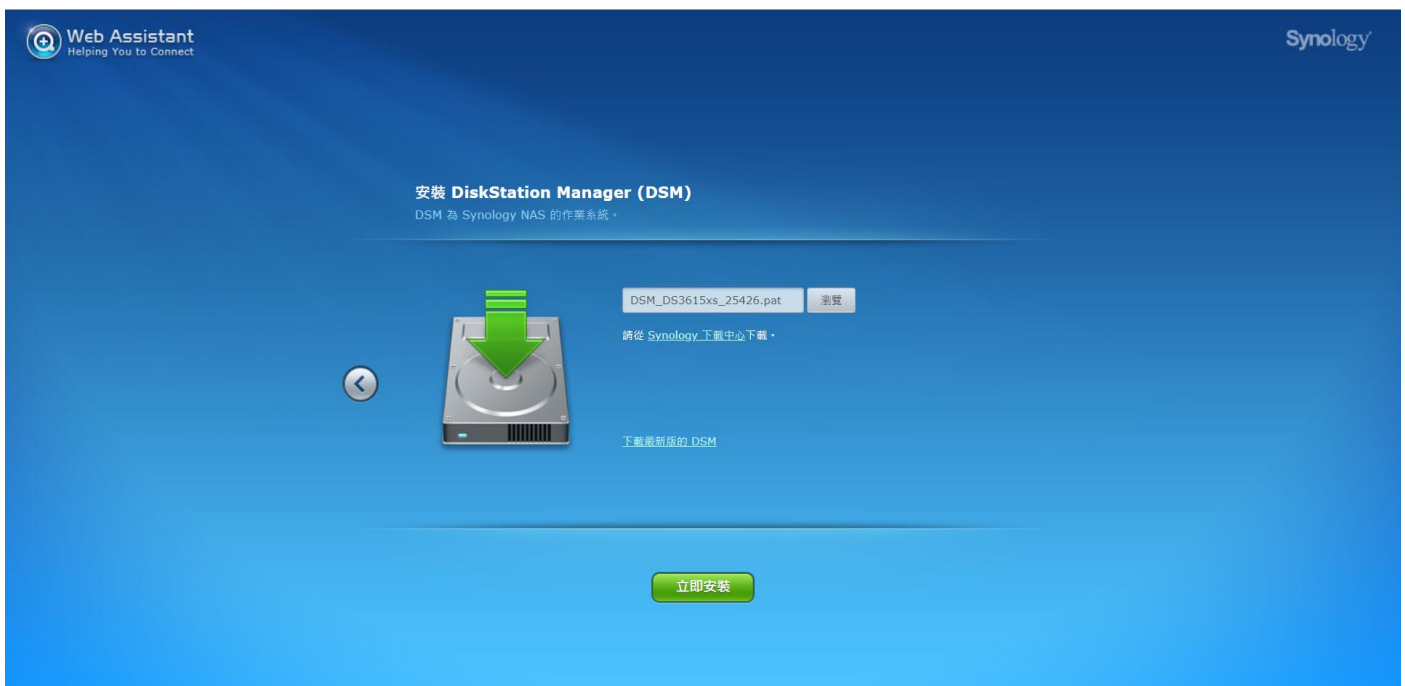 Web Assistant
Helping You to Connect
Synology
安裝 DiskStation Manager (DSM)
DSM 為 Synology NAS 的作業系統。
DSM_DS3615xs_25426.pat
瀏覽
請從 Synology 下載中心下載。
下載最新版的 DSM
立即安裝